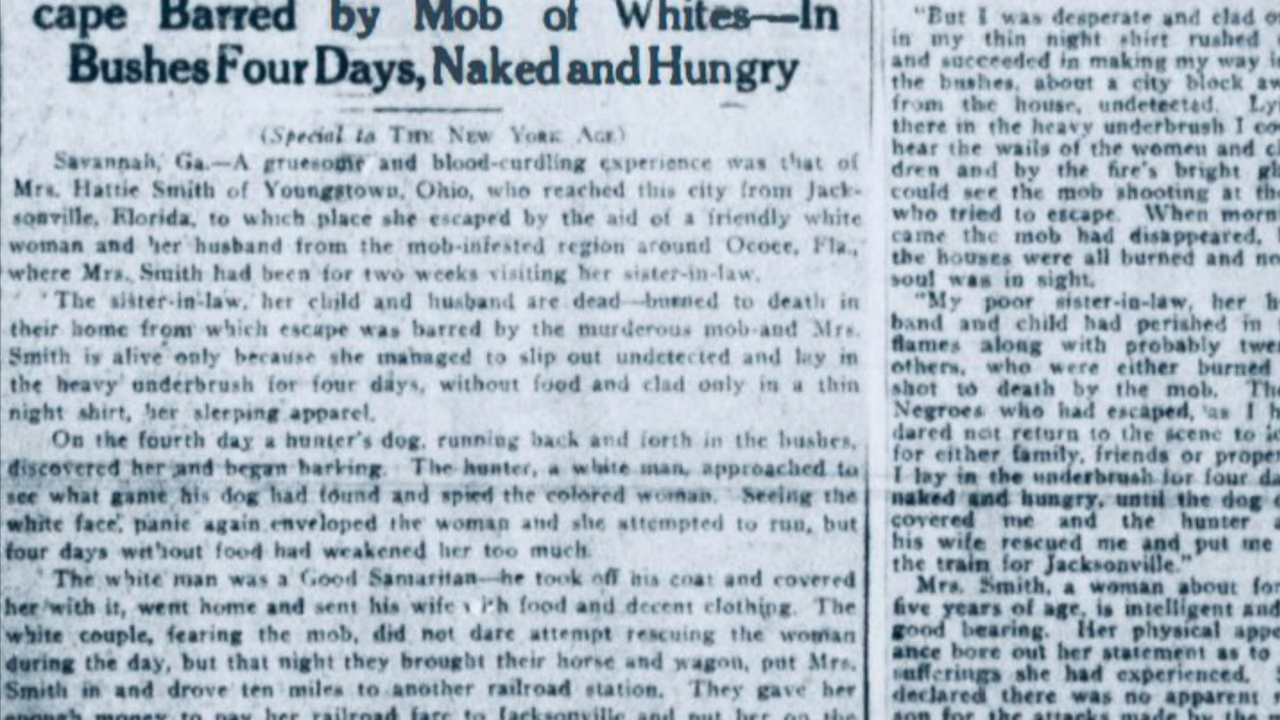 cape Barred by Mob of Whites—In
Bushes Four Days, Naked and Hungry
(Special to THE NEW YORK AGE)
Savannah, Ga.—A gruesome and blood-curdling experience was that of
Mrs. Hattie Smith of Youngstown, Ohio, who reached this city from Jack-
sonville, Florida, to which place she escaped by the aid of a friendly white
woman and her husband from the mob-infested region around Ococe, Fla.,
where Mrs. Smith had been for two weeks visiting her sister-in-law.
The sister-in-law, her child and husband are dead—burned to death in
their home from which escape was barred by the murderous mob-and Mrs.
Smith is alive only because she managed to slip out undetected and lay in
the heavy underbrush for four days, without food and clad only in a thin
night shirt, her sleeping apparel.
On the fourth day a hunter's dog, running back and forth in the bushes,
discovered her and began barking. The hunter, a white man, approached to
see what game his dog had found and spied the colored woman. Seeing the
white face, panic again enveloped the woman and she attempted to run, but
four days without food had weakened her too much.
The white man was a Good Samaritan—he took off his coat and covered
her with it, went home and sent his wife with food and decent clothing. The
white couple, fearing the mob, did not dare attempt rescuing the woman
during the day, but that night they brought their horse and wagon, put Mrs.
Smith in and drove ten miles to another railroad station. They gave her
enough money to pay her railroad fare to Jacksonville and put her on the
"But I was desperate and clad
in my thin night shirt rushed
and succeeded in making my way
the bushes, about a city block
from the house, undetected.
there in the heavy underbrush I
hear the wails of the women and
dren and by the fire's bright
could see the mob shooting at
who tried to escape. When
came the mob had disappeared,
the houses were all burned and
soul was in sight.
"My poor sister-in-law, her
band and child had perished in
flames along with probably
others, who were either burned
shot to death by the mob.
Negroes who had escaped, as I
dared not return to the scene to
for either family, friends or
I lay in the underbrush for four
naked and hungry, until the dog
covered me and the hunter
his wife rescued me and put me
the train for Jacksonville."
Mrs. Smith, a woman about
five years of age, is intelligent and
good bearing. Her physical
ance bore out her statement as to
sufferings she had experienced.
declared there was no apparent
son for the attack